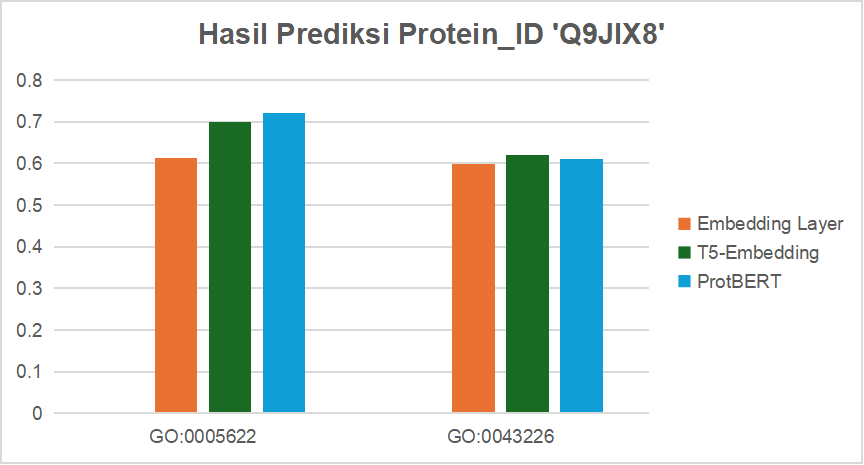 Hasil Prediksi Protein_ID 'Q9JIX8'
0.8
0.7
0.6
0.5
0.4
0.3
0.2
0.1
0
GO:0005622
GO:0043226
Embedding Layer
T5-Embedding
ProtBERT